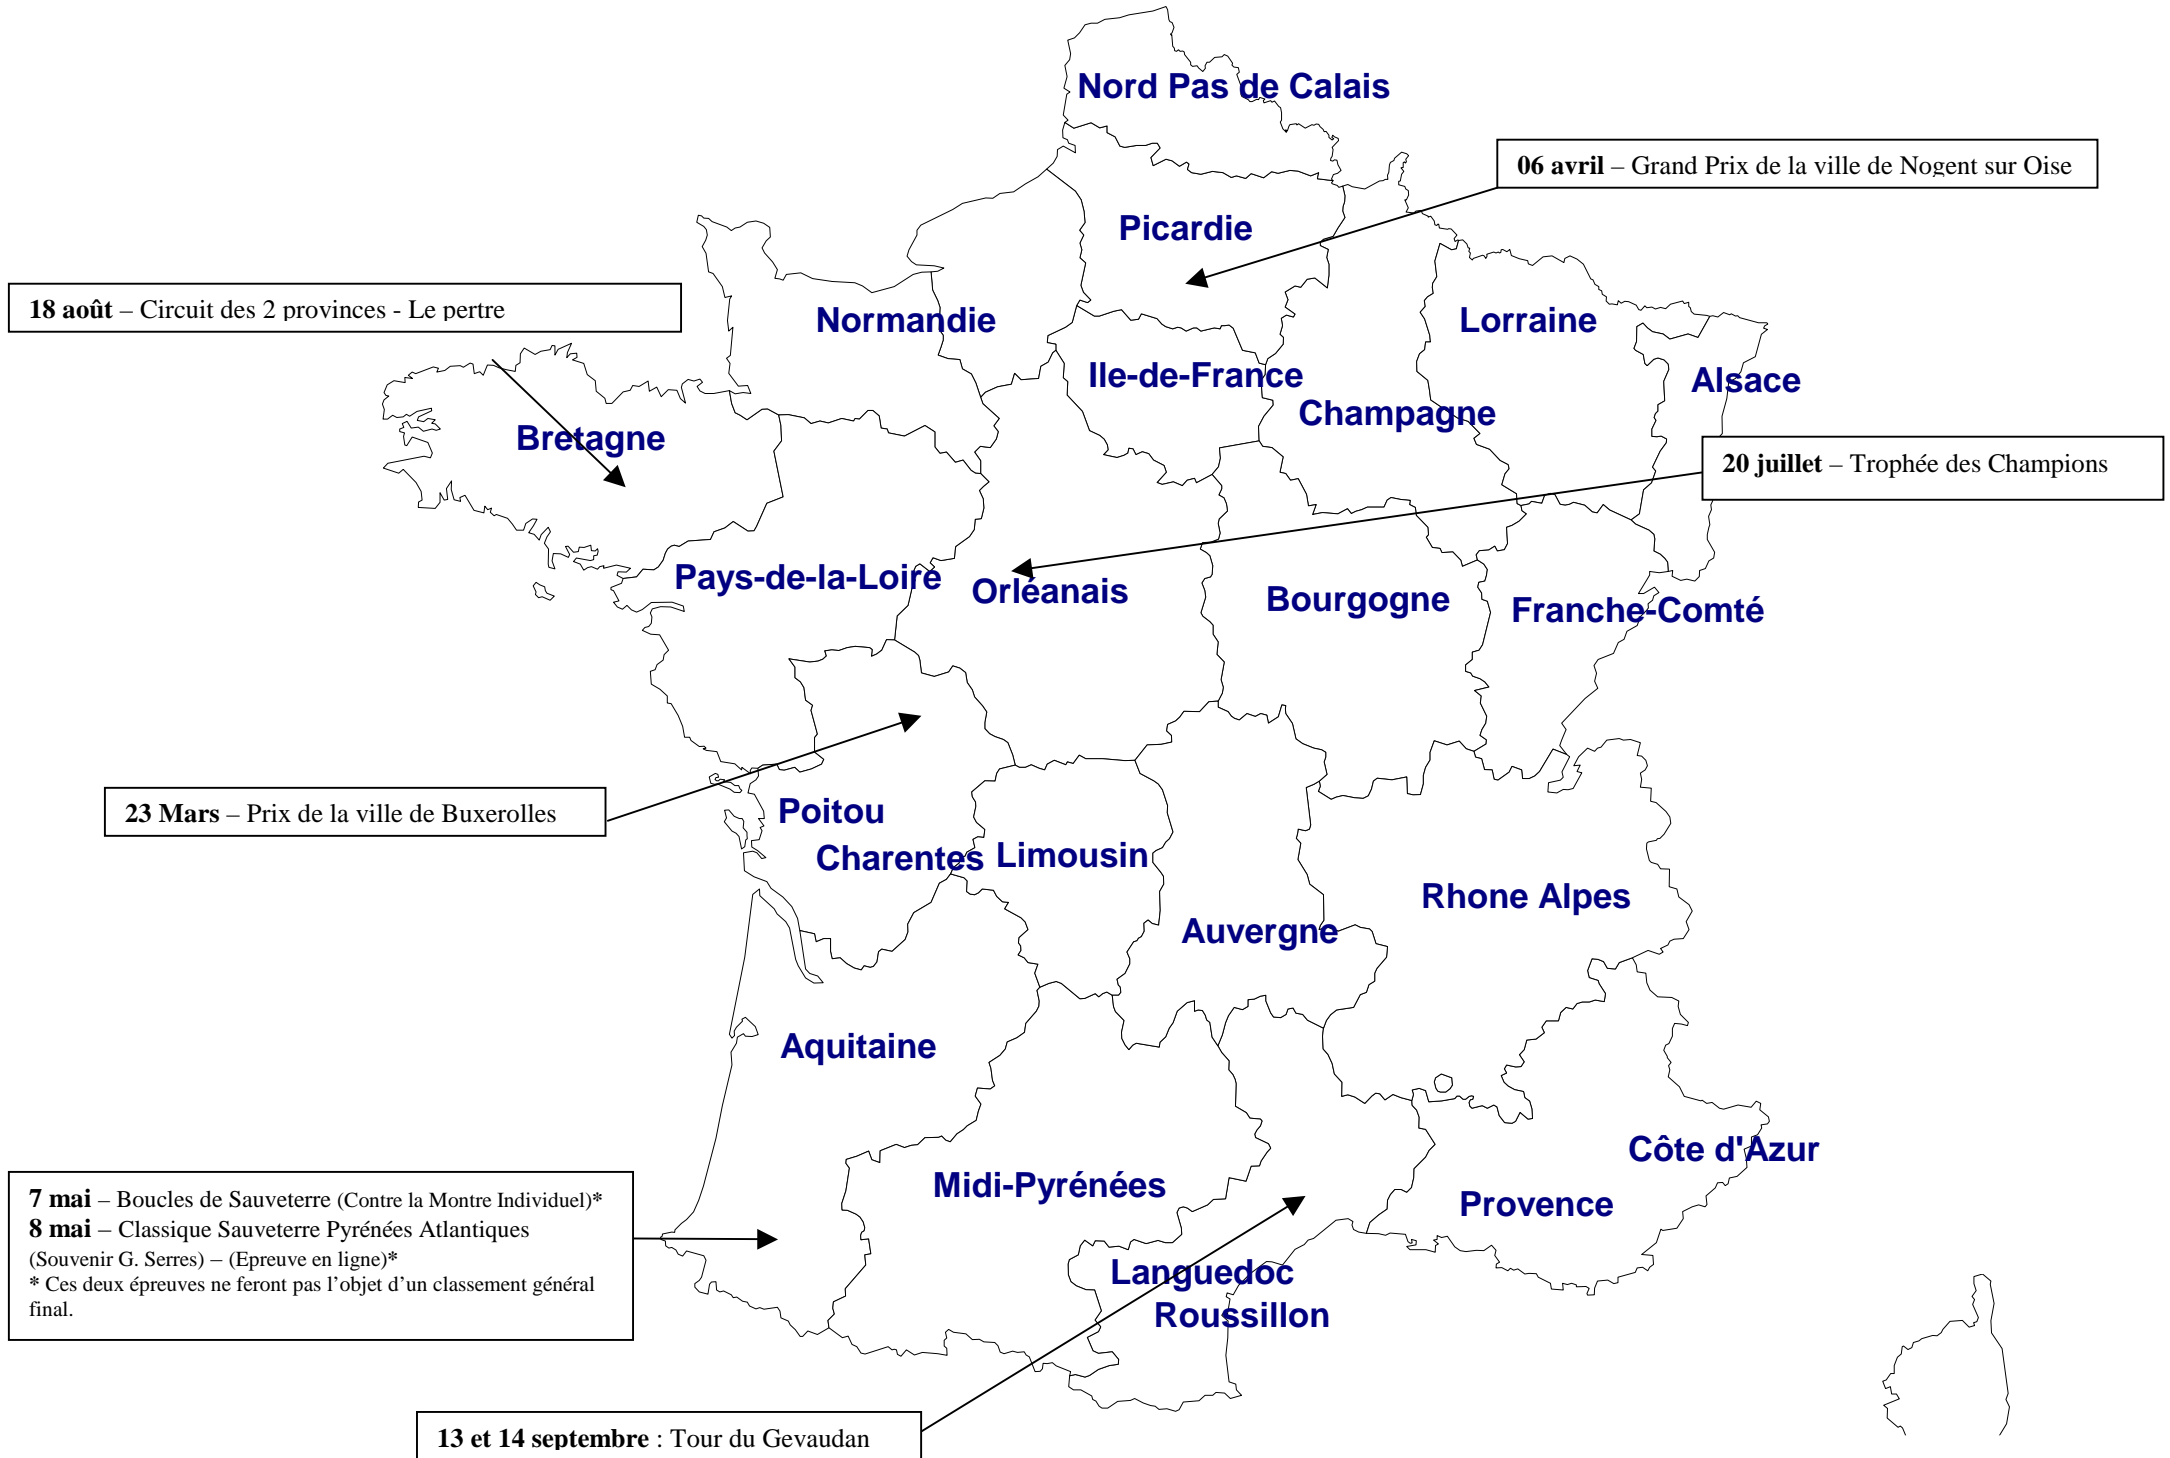 Nord Pas de Calais
06 avril – Grand Prix de la ville de Nogent sur Oise
Picardie
18 août – Circuit des 2 provinces - Le pertre
Normandie
Lorraine
Ile-de-France
Alsace
Champagne
Bretagne
20 juillet – Trophée des Champions
Pays-de-la-Loire
Orléanais
Bourgogne
Franche-Comté
23 Mars – Prix de la ville de Buxerolles
Poitou
Charentes
Limousin
Rhone Alpes
Auvergne
Aquitaine
Côte d'Azur
Midi-Pyrénées
Provence
7 mai – Boucles de Sauveterre (Contre la Montre Individuel)*
8 mai – Classique Sauveterre Pyrénées Atlantiques
(Souvenir G. Serres) – (Epreuve en ligne)*
* Ces deux épreuves ne feront pas l’objet d’un classement général
final.
Languedoc
Roussillon
13 et 14 septembre : Tour du Gevaudan